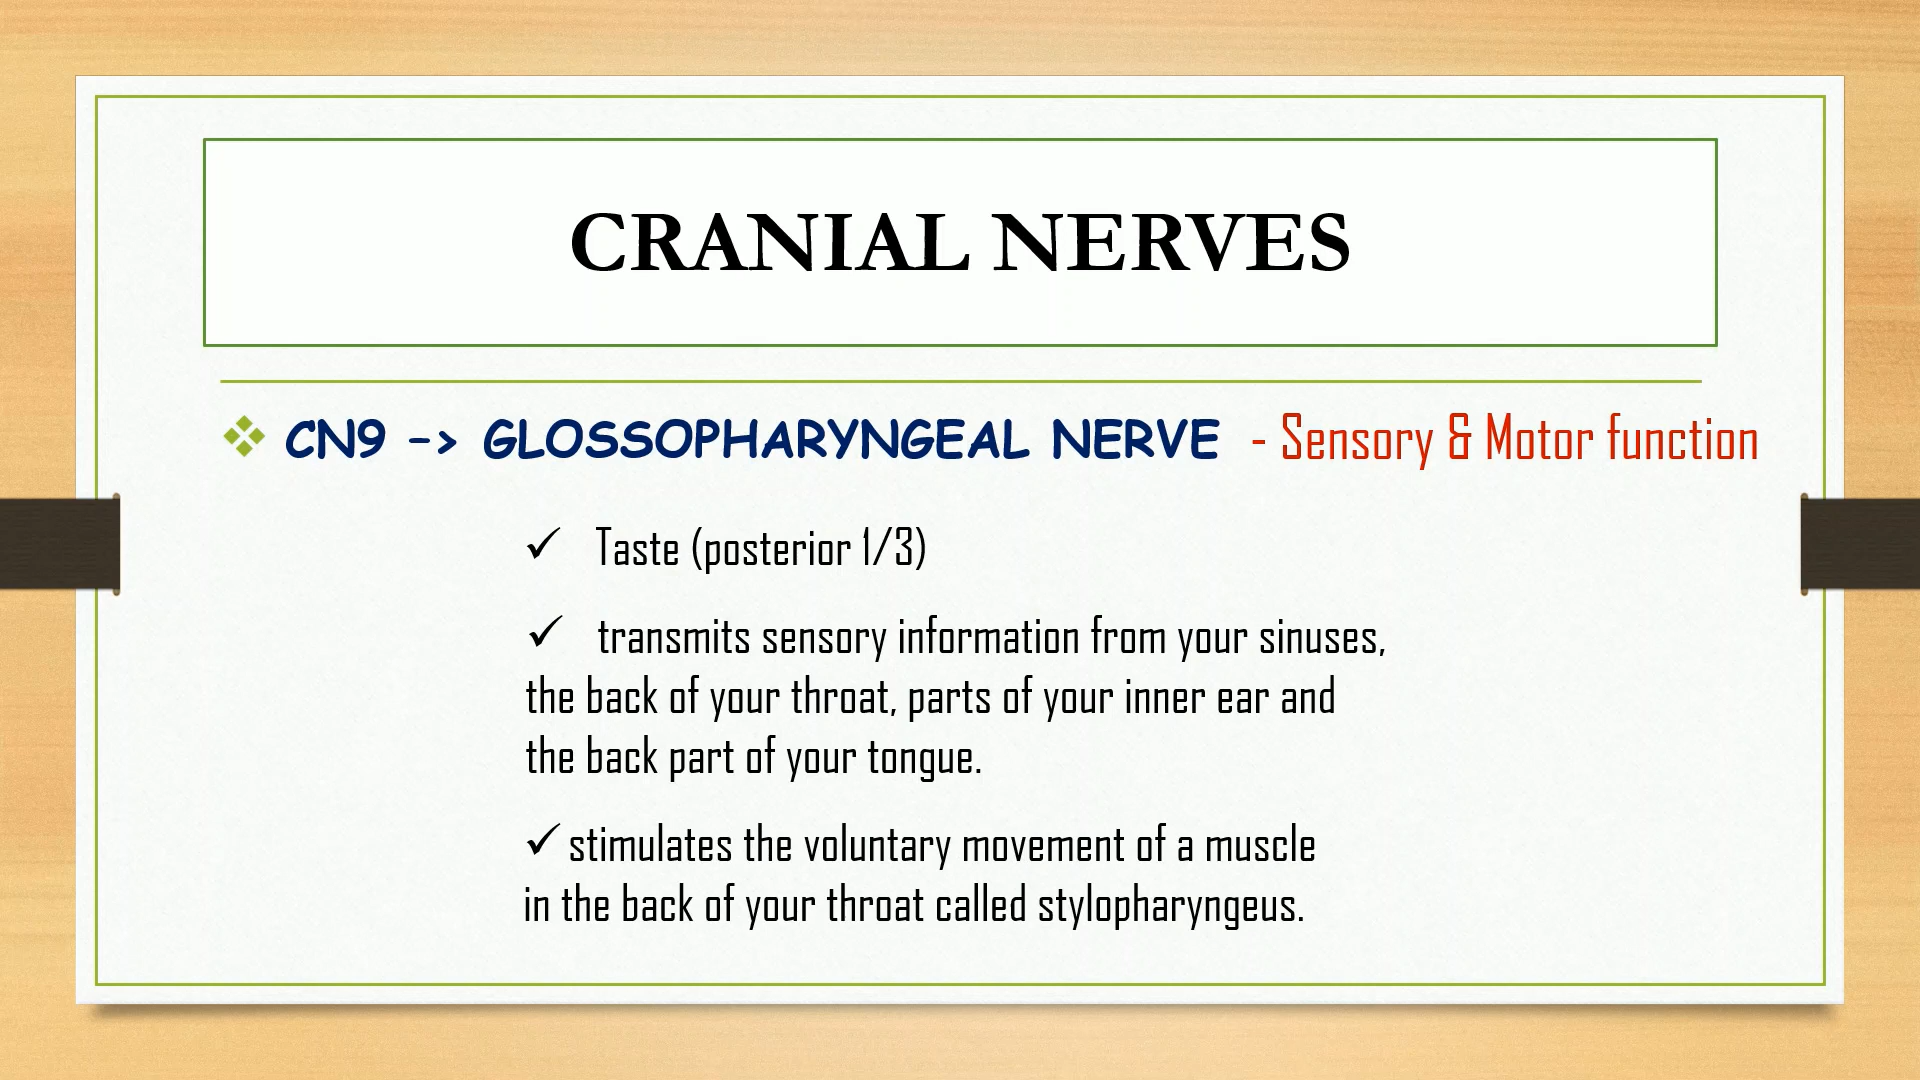 CRANIAL NERVES
❖ CN9 –> GLOSSOPHARYNGEAL NERVE - Sensory & Motor function
✓ Taste (posterior 1/3)
✓ transmits sensory information from your sinuses,
the back of your throat, parts of your inner ear and
the back part of your tongue.
✓ stimulates the voluntary movement of a muscle
in the back of your throat called stylopharyngeus.